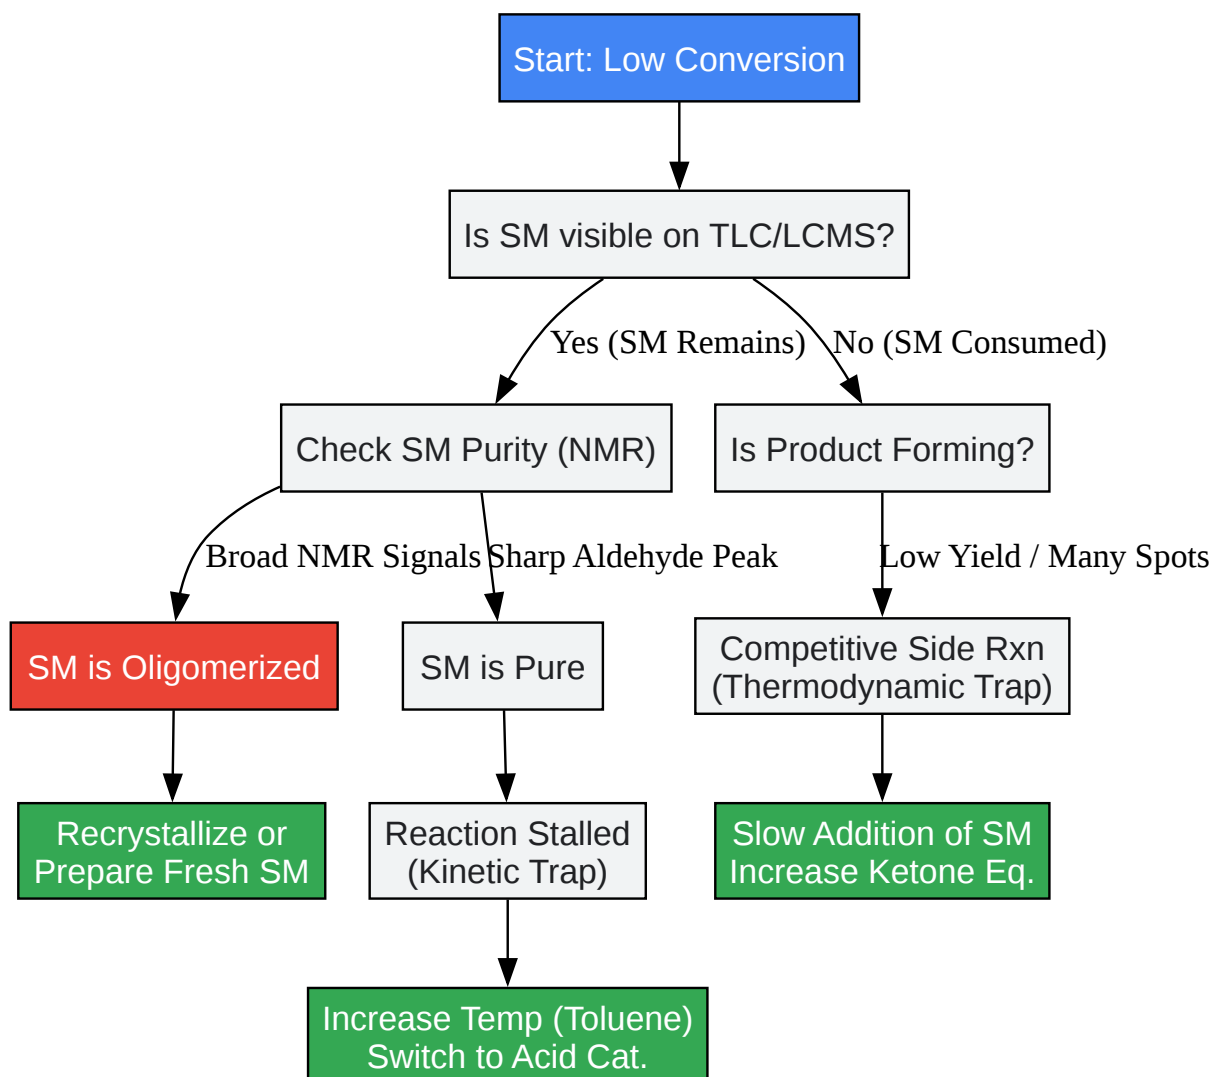 Start: Low Conversion
Is SM visible on TLC/LCMS?
Yes (SM Remains)
No (SM Consumed)
Check SM Purity (NMR)
Is Product Forming?
Broad NMR Signals
Sharp Aldehyde Peak
Low Yield / Many Spots
SM is Oligomerized
SM is Pure
Competitive Side Rxn
(Thermodynamic Trap)
Recrystallize or
Prepare Fresh SM
Reaction Stalled
(Kinetic Trap)
Slow Addition of SM
Increase Ketone Eq.
Increase Temp (Toluene)
Switch to Acid Cat.